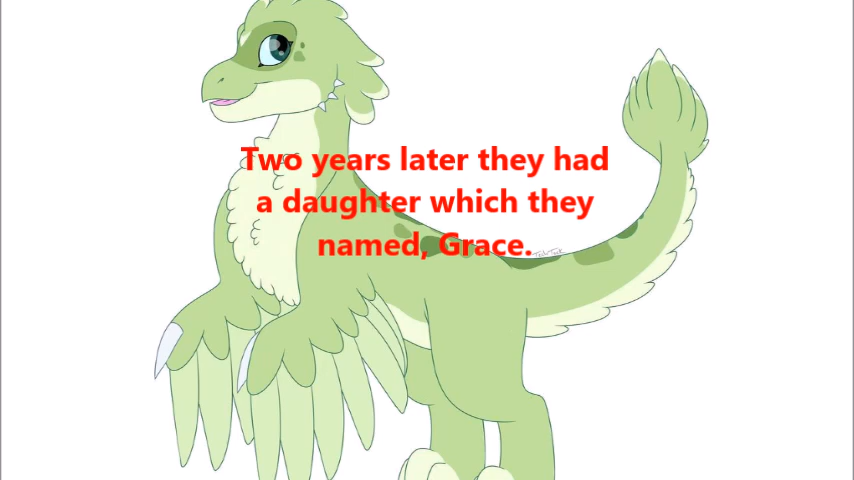 Two years later they had
a daughter which they
named, Grace.